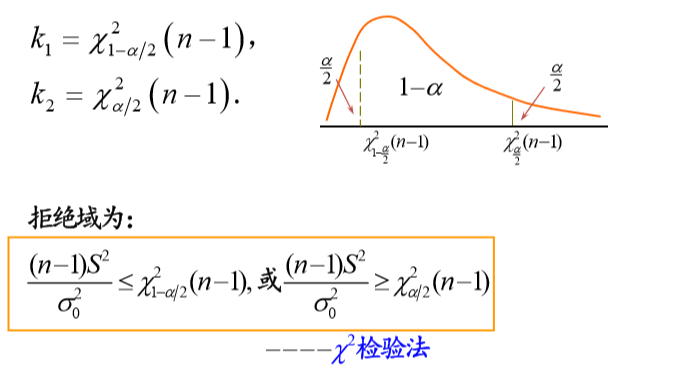 k₁ = χ²₁₋α/₂ (n−1),
k₂ = χ²α/₂ (n−1).
α/2
1−α
α/2
χ²₁₋α/₂(n−1)
χ²α/₂(n−1)
拒绝域为:
(n−1)S²/σ₀² ≤ χ²₁₋α/₂(n−1), 或 (n−1)S²/σ₀² ≥ χ²α/₂(n−1)
----χ²检验法